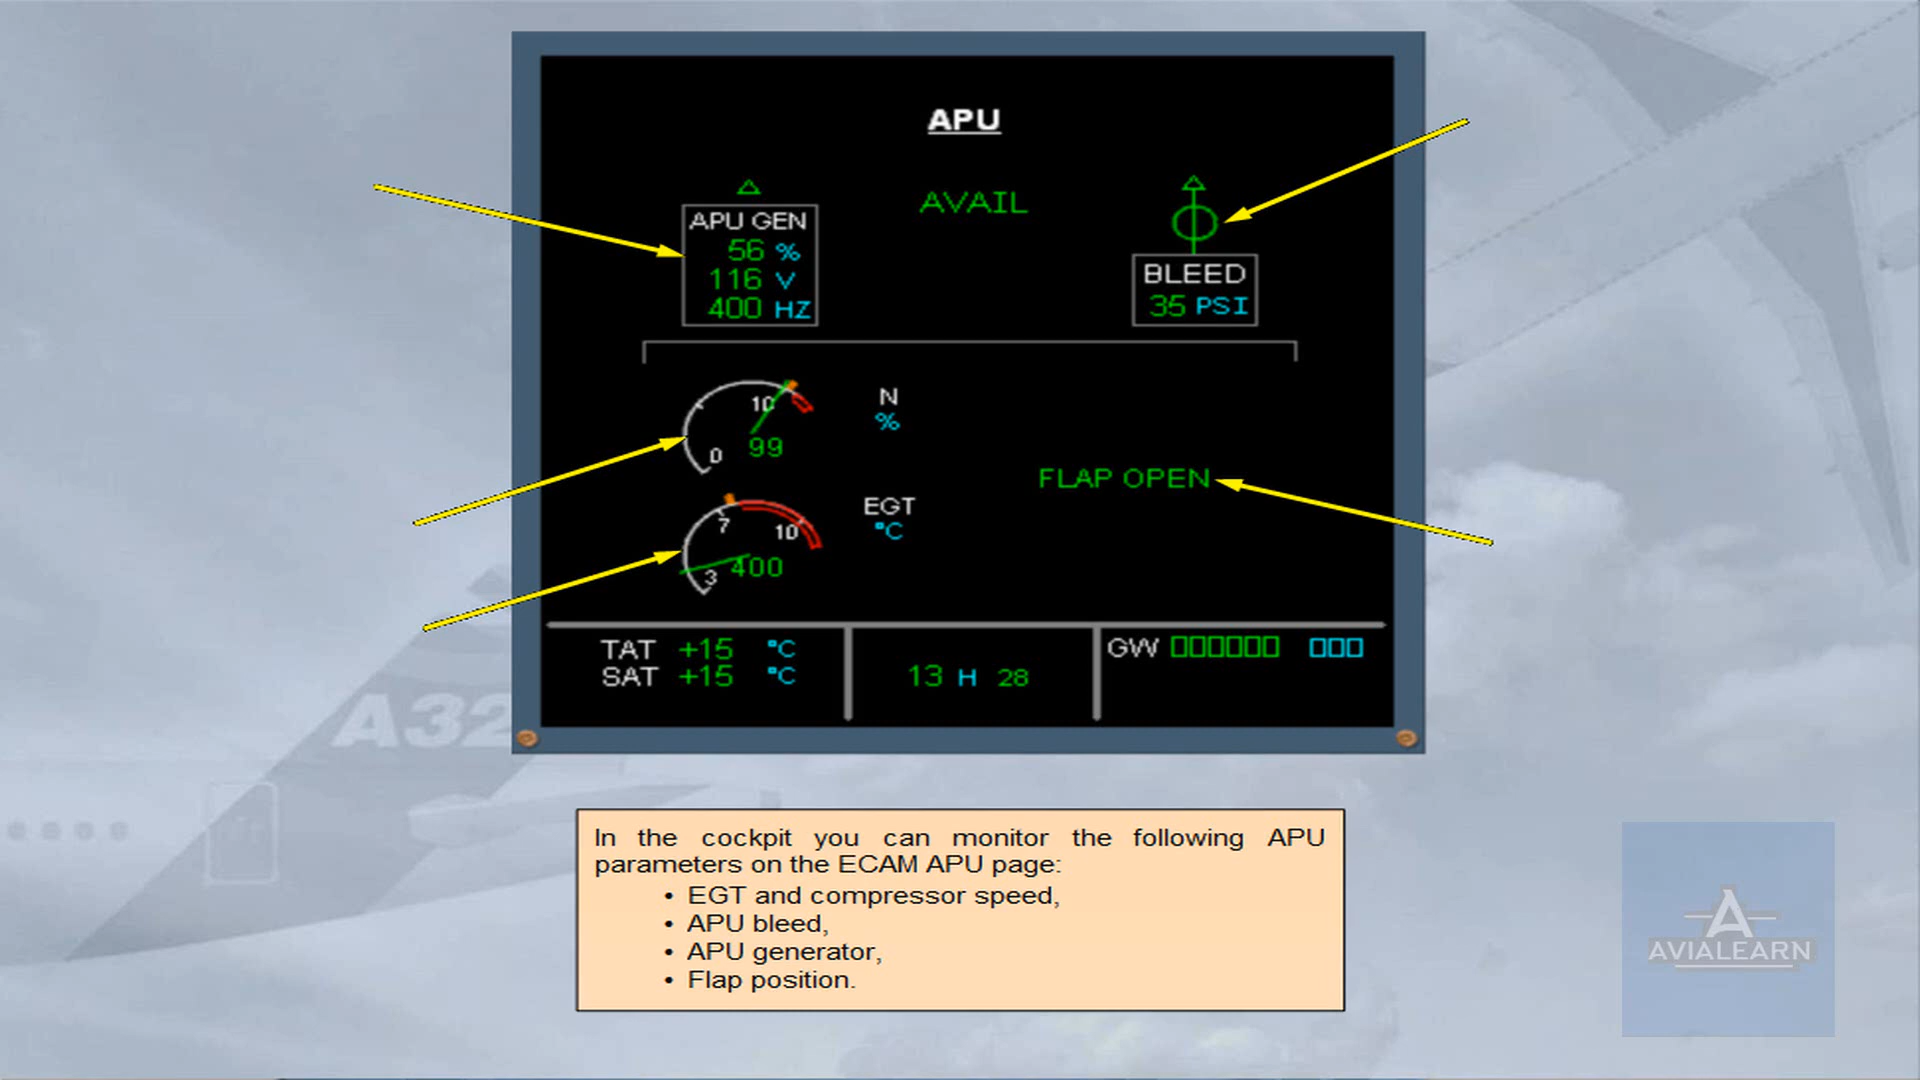 APU
AVAIL
APU GEN
56 %
116 V
400 HZ
BLEED
35 PSI
10
0
99
N
%
7
10
3
400
EGT
°C
FLAP OPEN
TAT +15 °C
SAT +15 °C
13 H 28
GW
A32
In the cockpit you can monitor the following APU
parameters on the ECAM APU page:
• EGT and compressor speed,
• APU bleed,
• APU generator,
• Flap position.
AVIALEARN